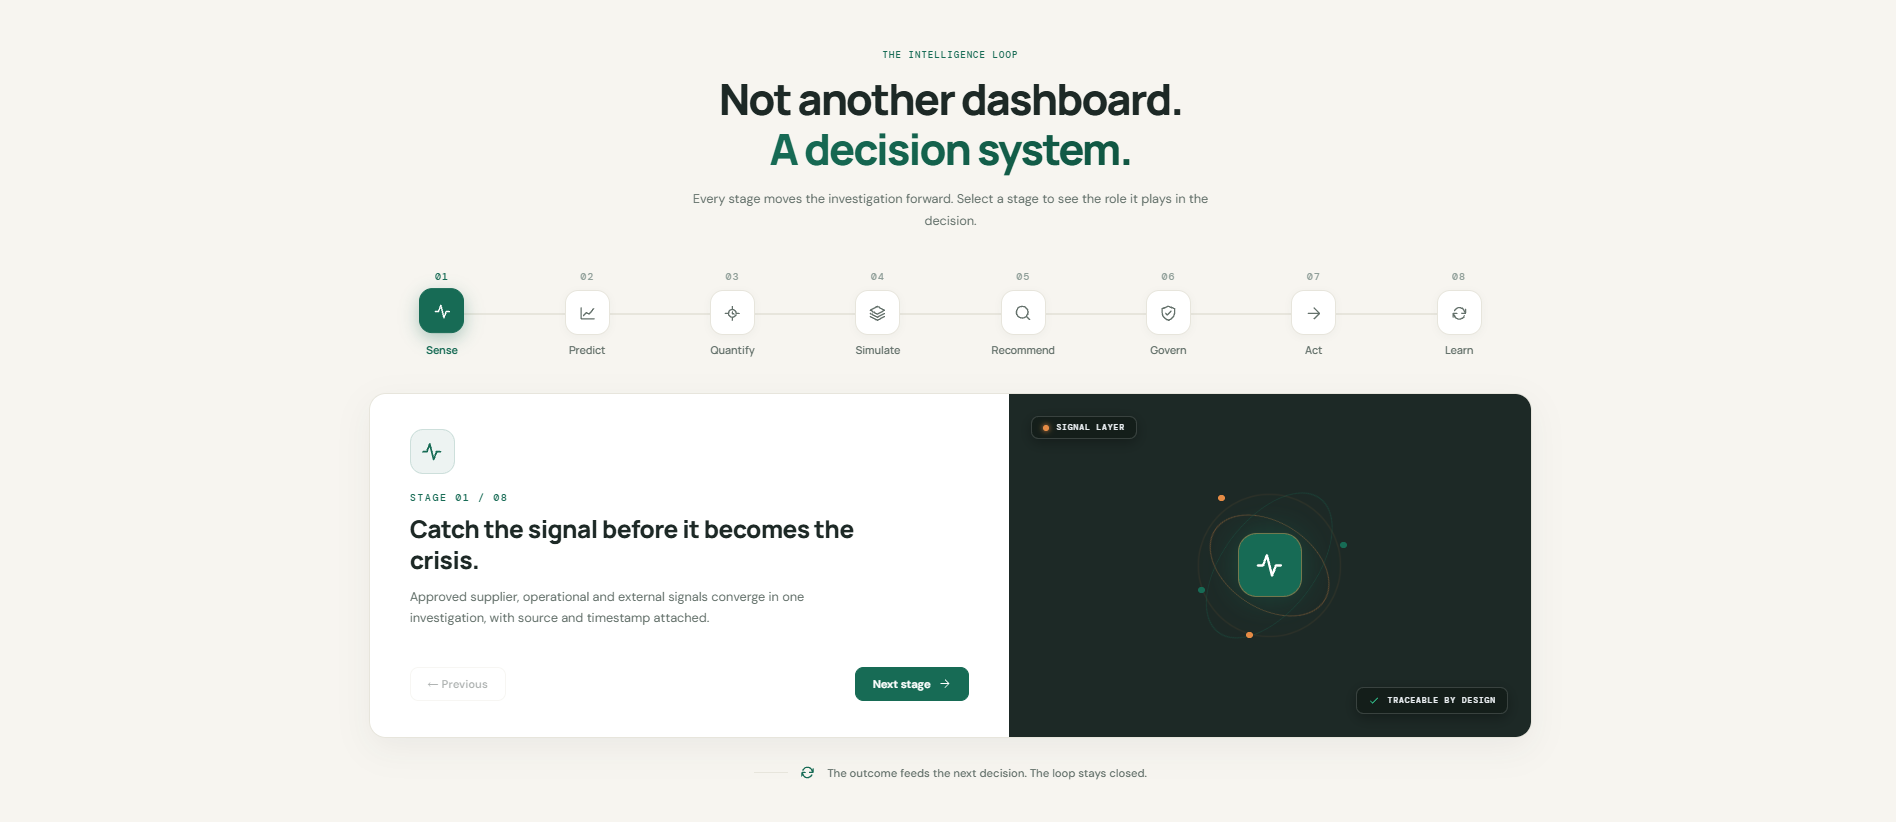 THE INTELLIGENCE LOOP
Not another dashboard.
A decision system.
Every stage moves the investigation forward. Select a stage to see the role it plays in the
decision.
01 02 03 04 05 06 07 08
Sense Predict Quantify Simulate Recommend Govern Act Learn
STAGE 01 / 08
Catch the signal before it becomes the
crisis.
Approved supplier, operational and external signals converge in one
investigation, with source and timestamp attached.
← Previous
Next stage →
SIGNAL LAYER
TRACEABLE BY DESIGN
The outcome feeds the next decision. The loop stays closed.